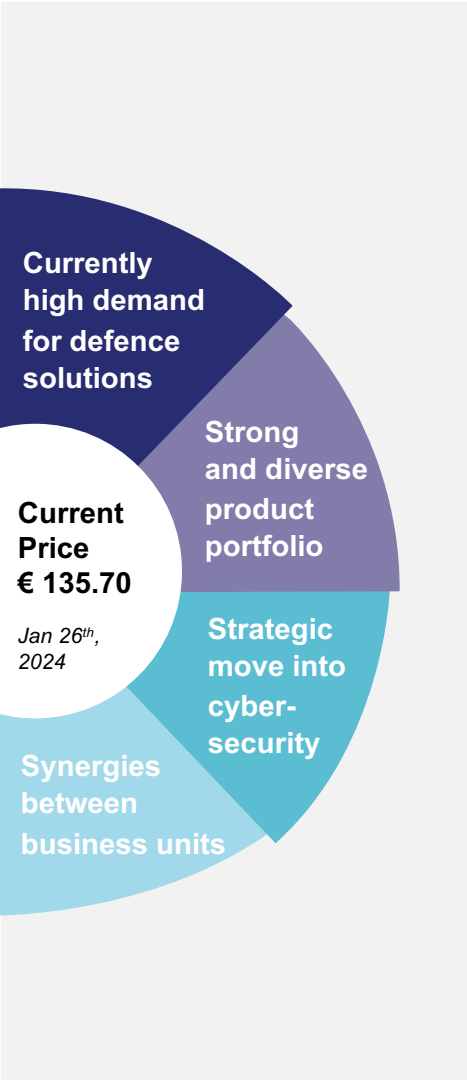 Currently
high demand
for defence
solutions
Strong
and diverse
product
portfolio
Current
Price
€ 135.70
Jan 26th,
2024
Strategic
move into
cyber-
security
Synergies
between
business units